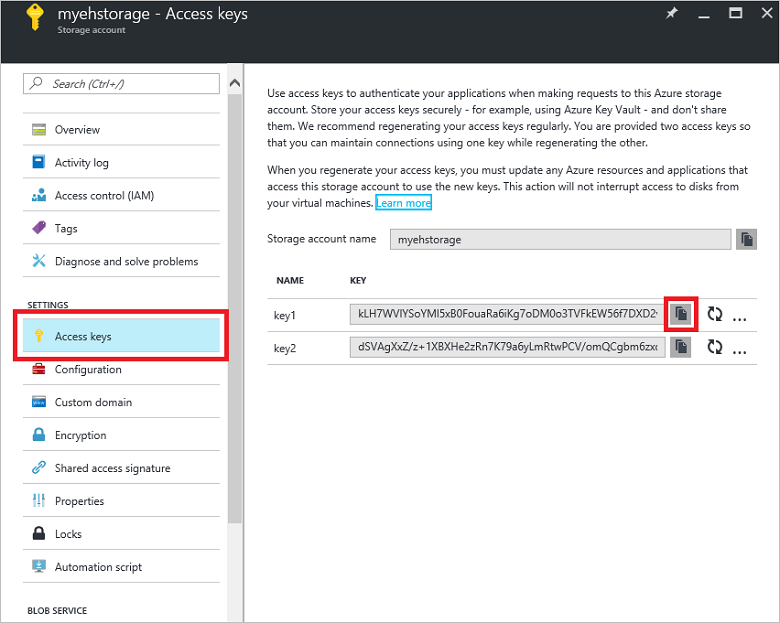 myehstorage - Access keys
Storage account
Search (Ctrl+/)
Overview
Activity log
Access control (IAM)
Tags
Diagnose and solve problems
SETTINGS
Access keys
Configuration
Custom domain
Encryption
Shared access signature
Properties
Locks
Automation script
BLOB SERVICE
Use access keys to authenticate your applications when making requests to this Azure storage
account. Store your access keys securely - for example, using Azure Key Vault - and don't share
them. We recommend regenerating your access keys regularly. You are provided two access keys so
that you can maintain connections using one key while regenerating the other.
When you regenerate your access keys, you must update any Azure resources and applications that
access this storage account to use the new keys. This action will not interrupt access to disks from
your virtual machines. Learn more
Storage account name myehstorage
NAME KEY
key1
key2